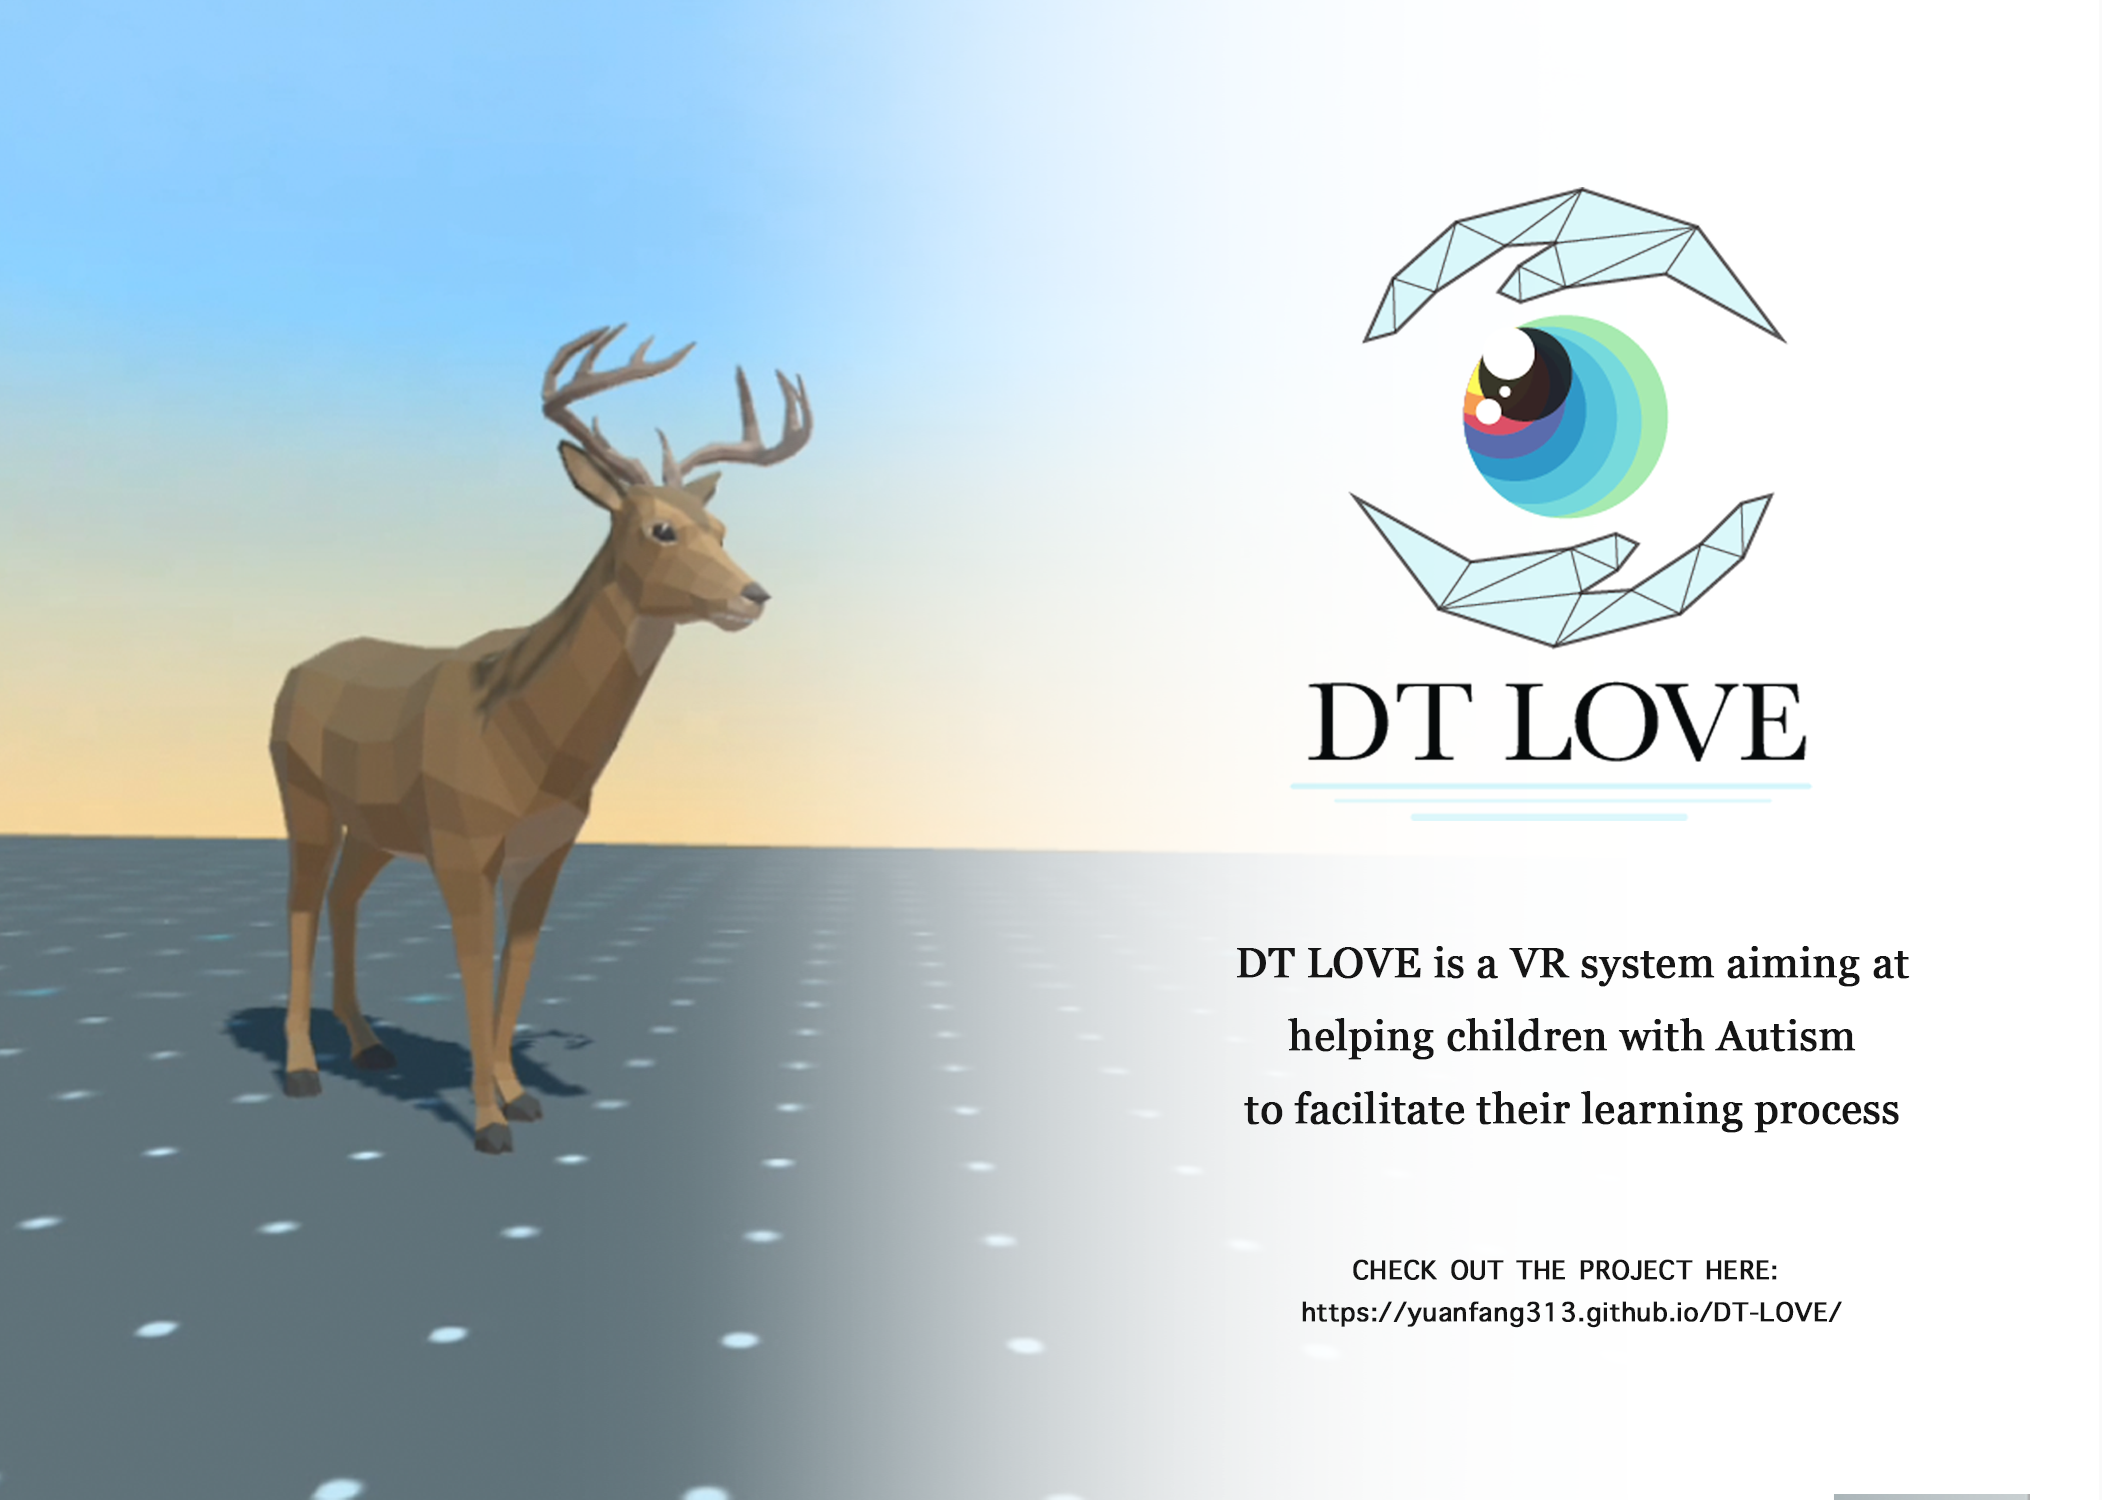 DT LOVE
DT LOVE is a VR system aiming at
helping children with Autism
to facilitate their learning process
CHECK OUT THE PROJECT HERE:
https://yuanfang313.github.io/DT-LOVE/